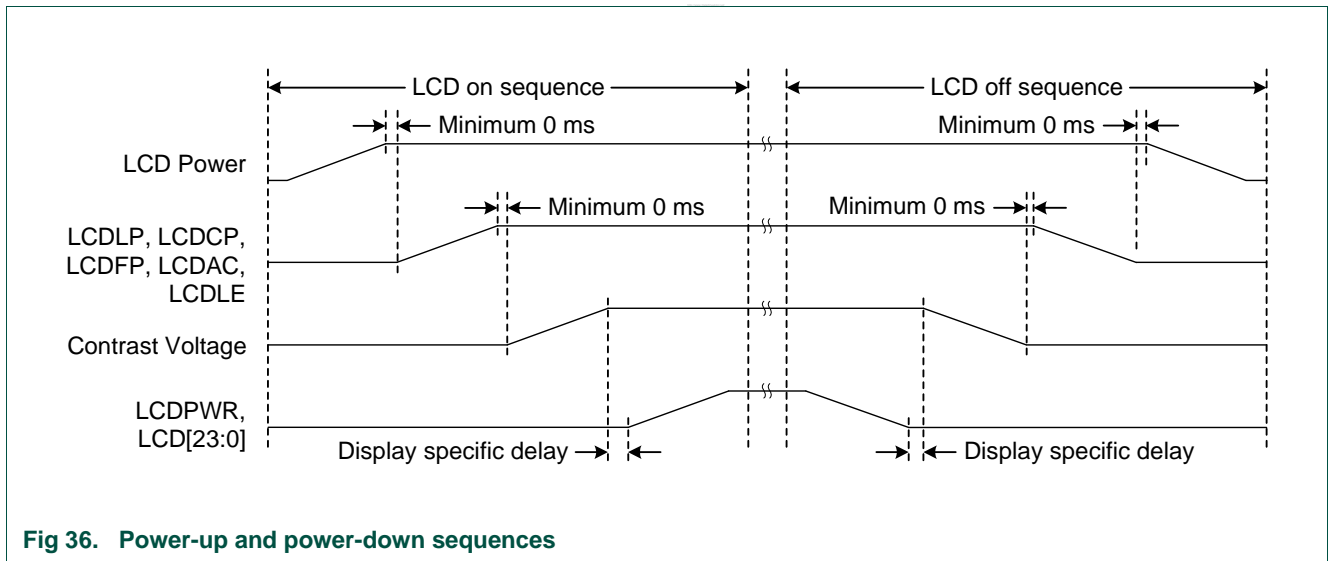 LCD on sequence
LCD off sequence
Minimum 0 ms
Minimum 0 ms
LCD Power
Minimum 0 ms
Minimum 0 ms
LCDLP, LCDCP,
LCDFP, LCDAC,
LCDLE
Contrast Voltage
LCDPWR,
LCD[23:0]
Display specific delay
Display specific delay
Fig 36. Power-up and power-down sequences